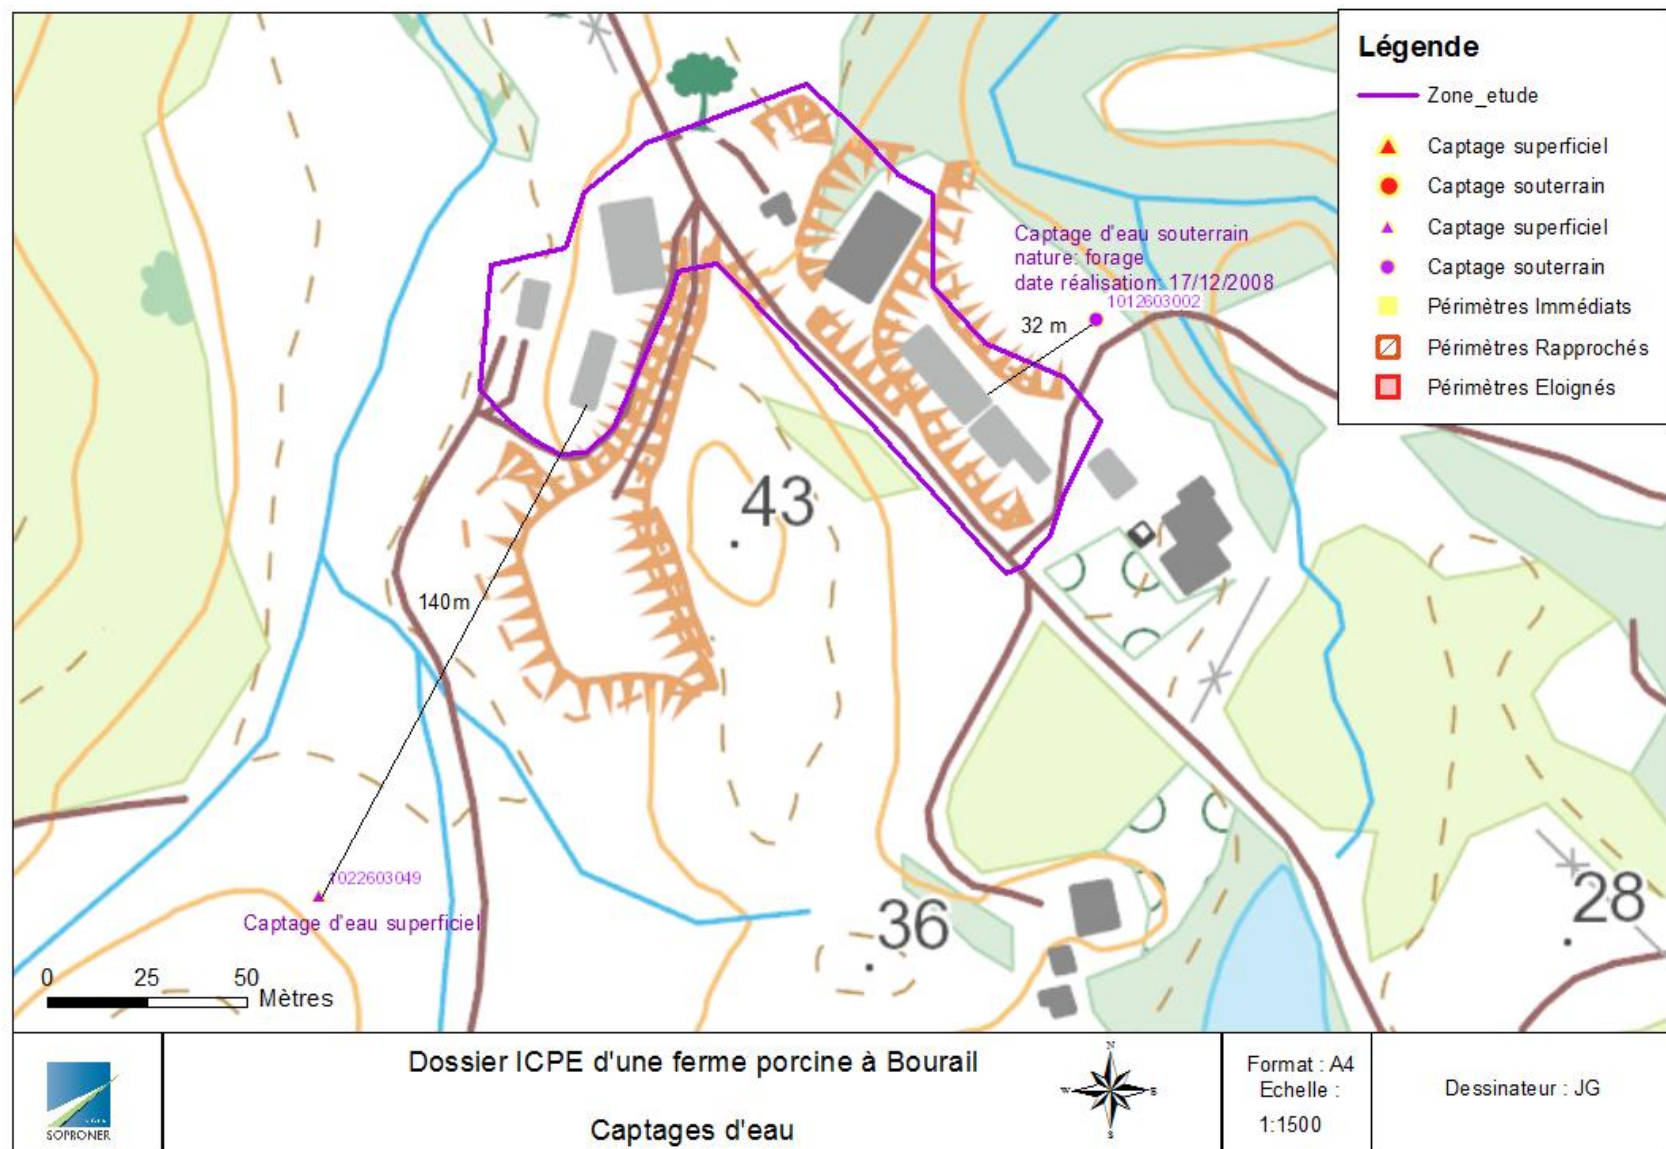 Légende
Zone_etude
Captage superficiel
Captage souterrain
Captage superficiel
Captage souterrain
Périmètres Immédiats
Périmètres Rapprochés
Périmètres Eloignés
Captage d'eau souterrain
nature: forage
date réalisation: 17/12/2008
1012603002
32 m
43
140m
1022603049
Captage d'eau superficiel
36
28
0 25 50
Mètres
SOPRONER
Dossier ICPE d'une ferme porcine à Bourail
Captages d'eau
N
W E
S
Format : A4
Echelle :
1:1500
Dessinateur : JG